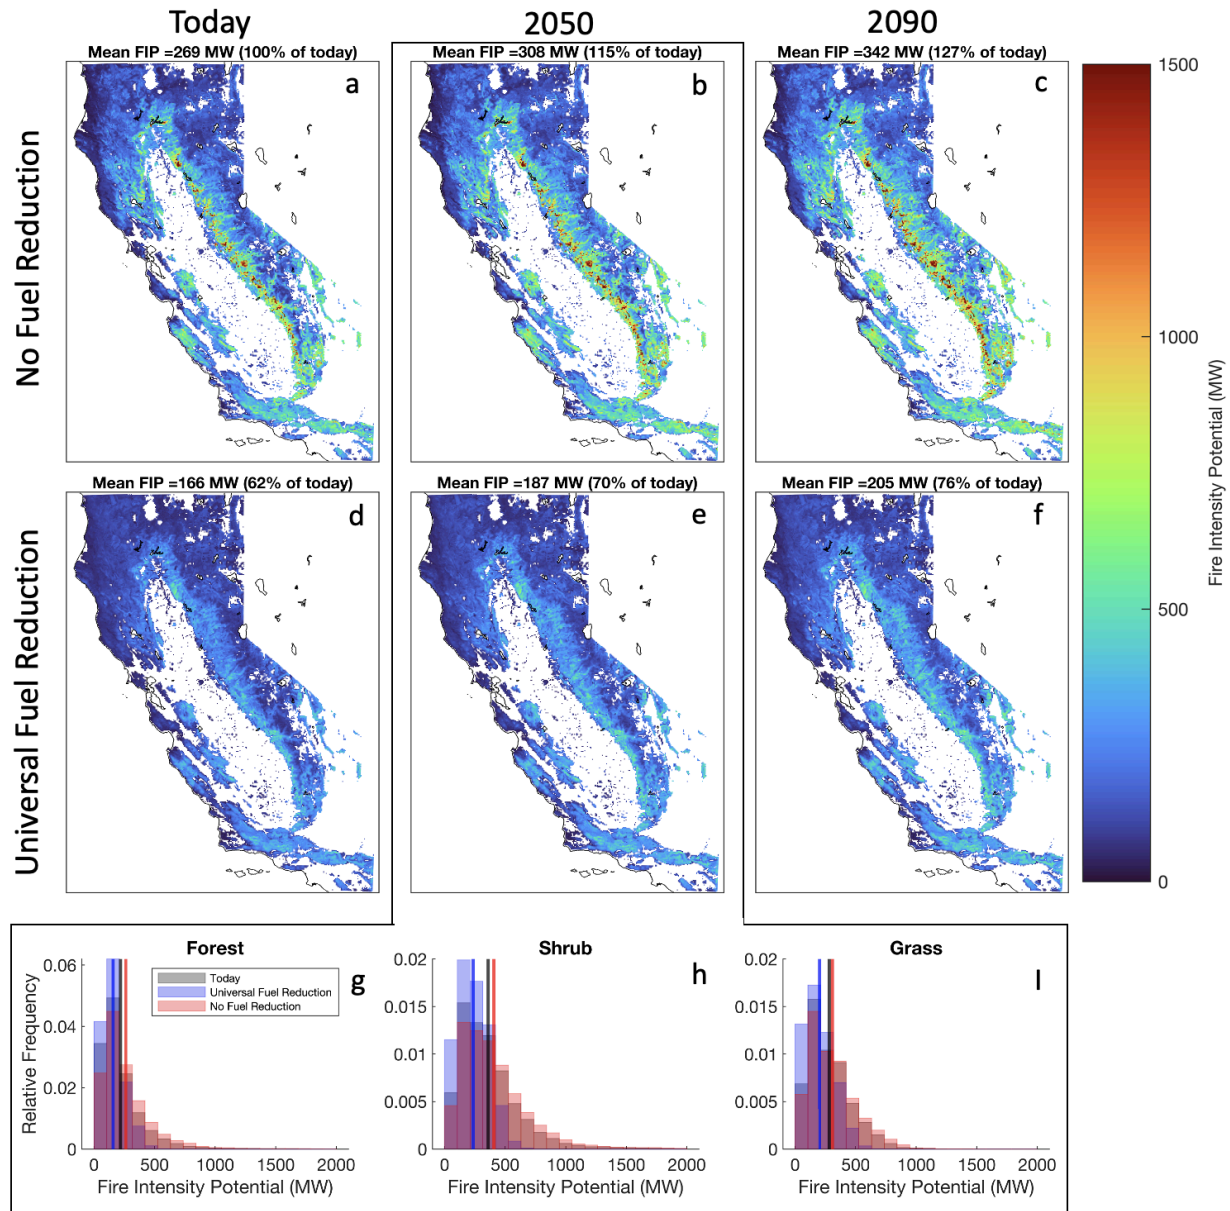 Today
2050
2090
Mean FIP =269 MW (100% of today)
Mean FIP =308 MW (115% of today)
Mean FIP =342 MW (127% of today)
No Fuel Reduction
a
b
c
1500
1000
500
0
Fire Intensity Potential (MW)
Mean FIP =166 MW (62% of today)
Mean FIP =187 MW (70% of today)
Mean FIP =205 MW (76% of today)
Universal Fuel Reduction
d
e
f
Forest
g
Today
Universal Fuel Reduction
No Fuel Reduction
Relative Frequency
0.06
0.04
0.02
0
0 500 1000 1500 2000
Fire Intensity Potential (MW)
Shrub
h
0.02
0.015
0.01
0.005
0
0 500 1000 1500 2000
Fire Intensity Potential (MW)
Grass
I
0.02
0.015
0.01
0.005
0
0 500 1000 1500 2000
Fire Intensity Potential (MW)